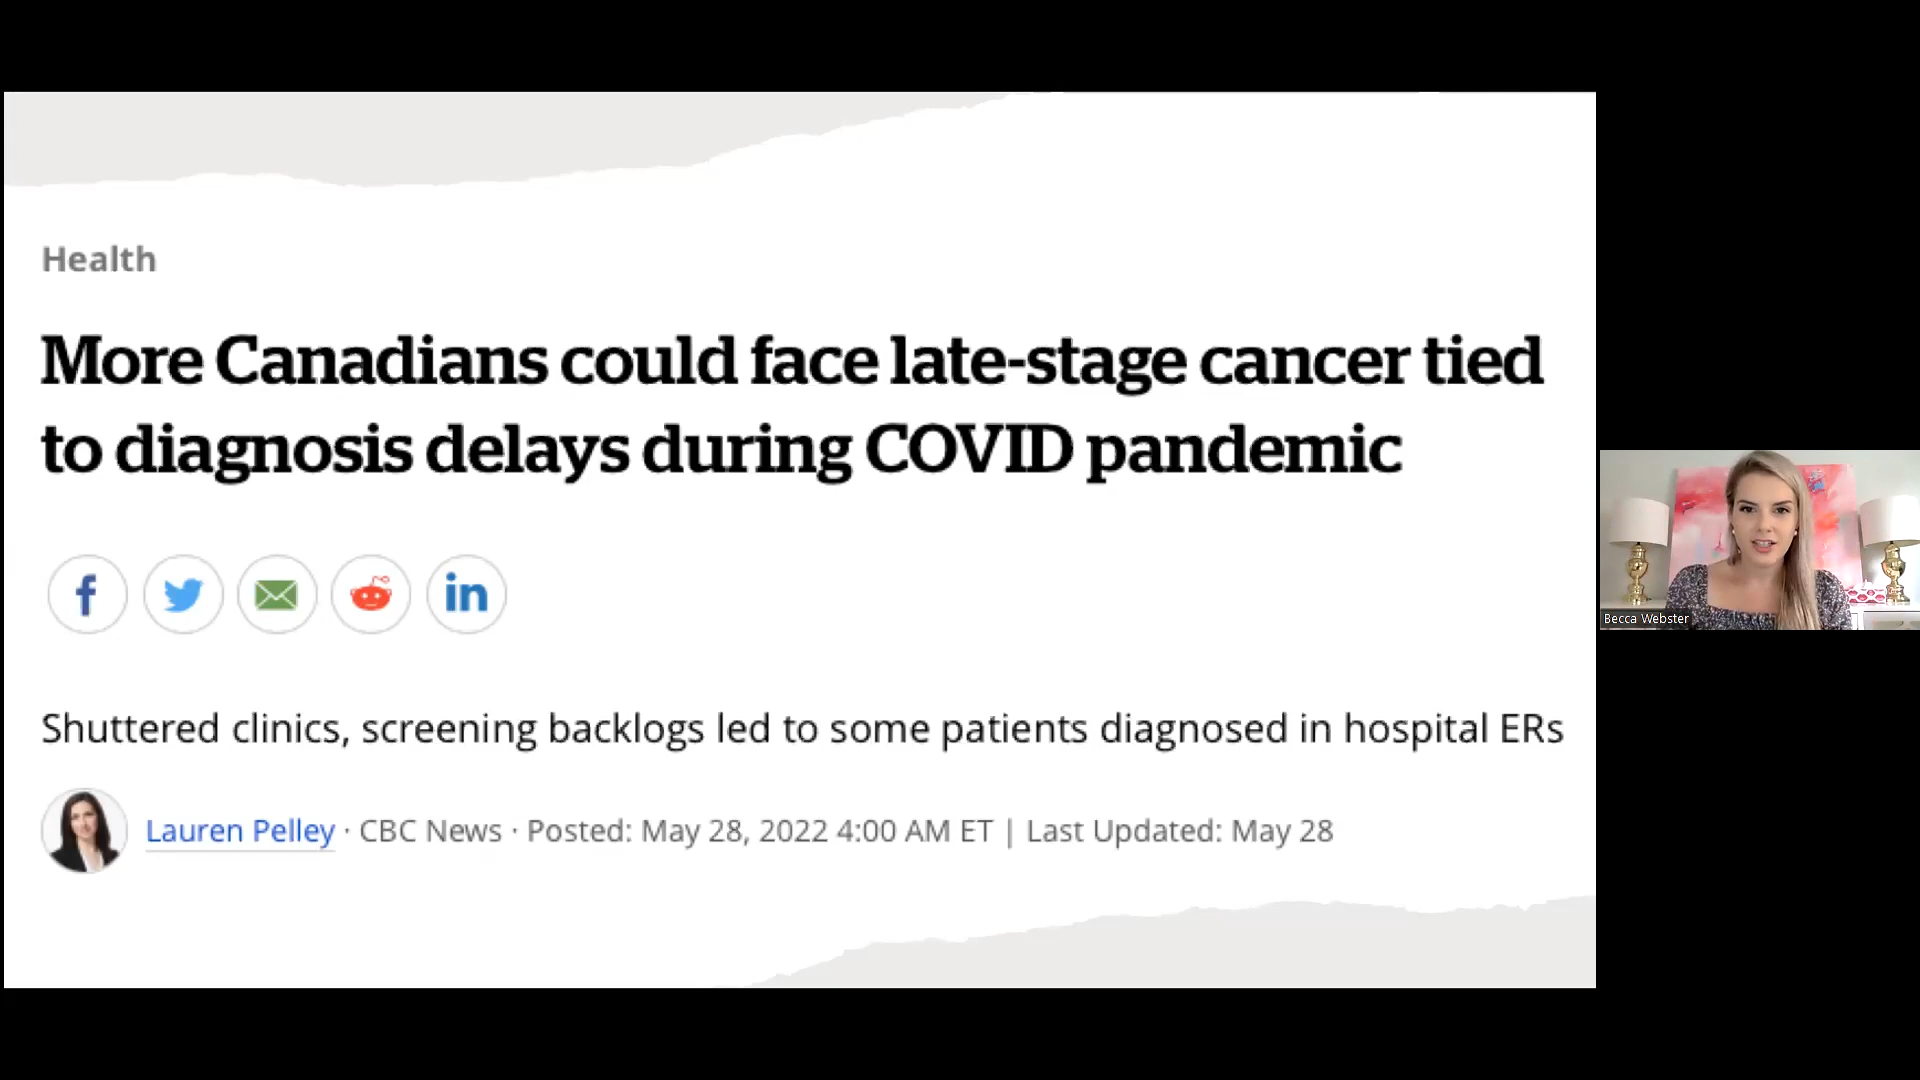 Health
More Canadians could face late-stage cancer tied
to diagnosis delays during COVID pandemic
f
in
Shuttered clinics, screening backlogs led to some patients diagnosed in hospital ERs
Lauren Pelley · CBC News · Posted: May 28, 2022 4:00 AM ET | Last Updated: May 28
Becca Webster